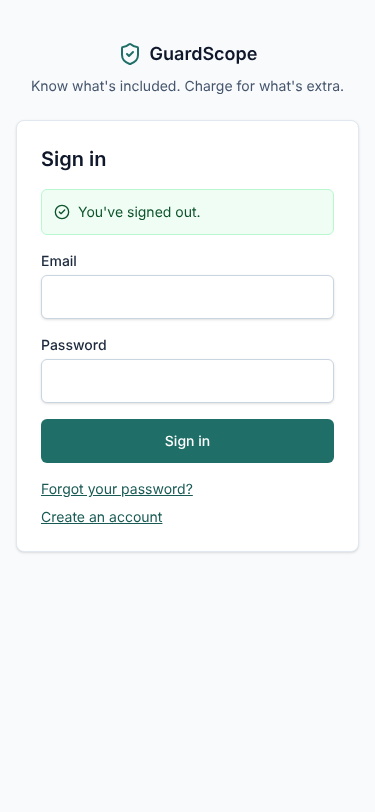 GuardScope
Know what's included. Charge for what's extra.
Sign in
You've signed out.
Email
Password
Sign in
Forgot your password?
Create an account